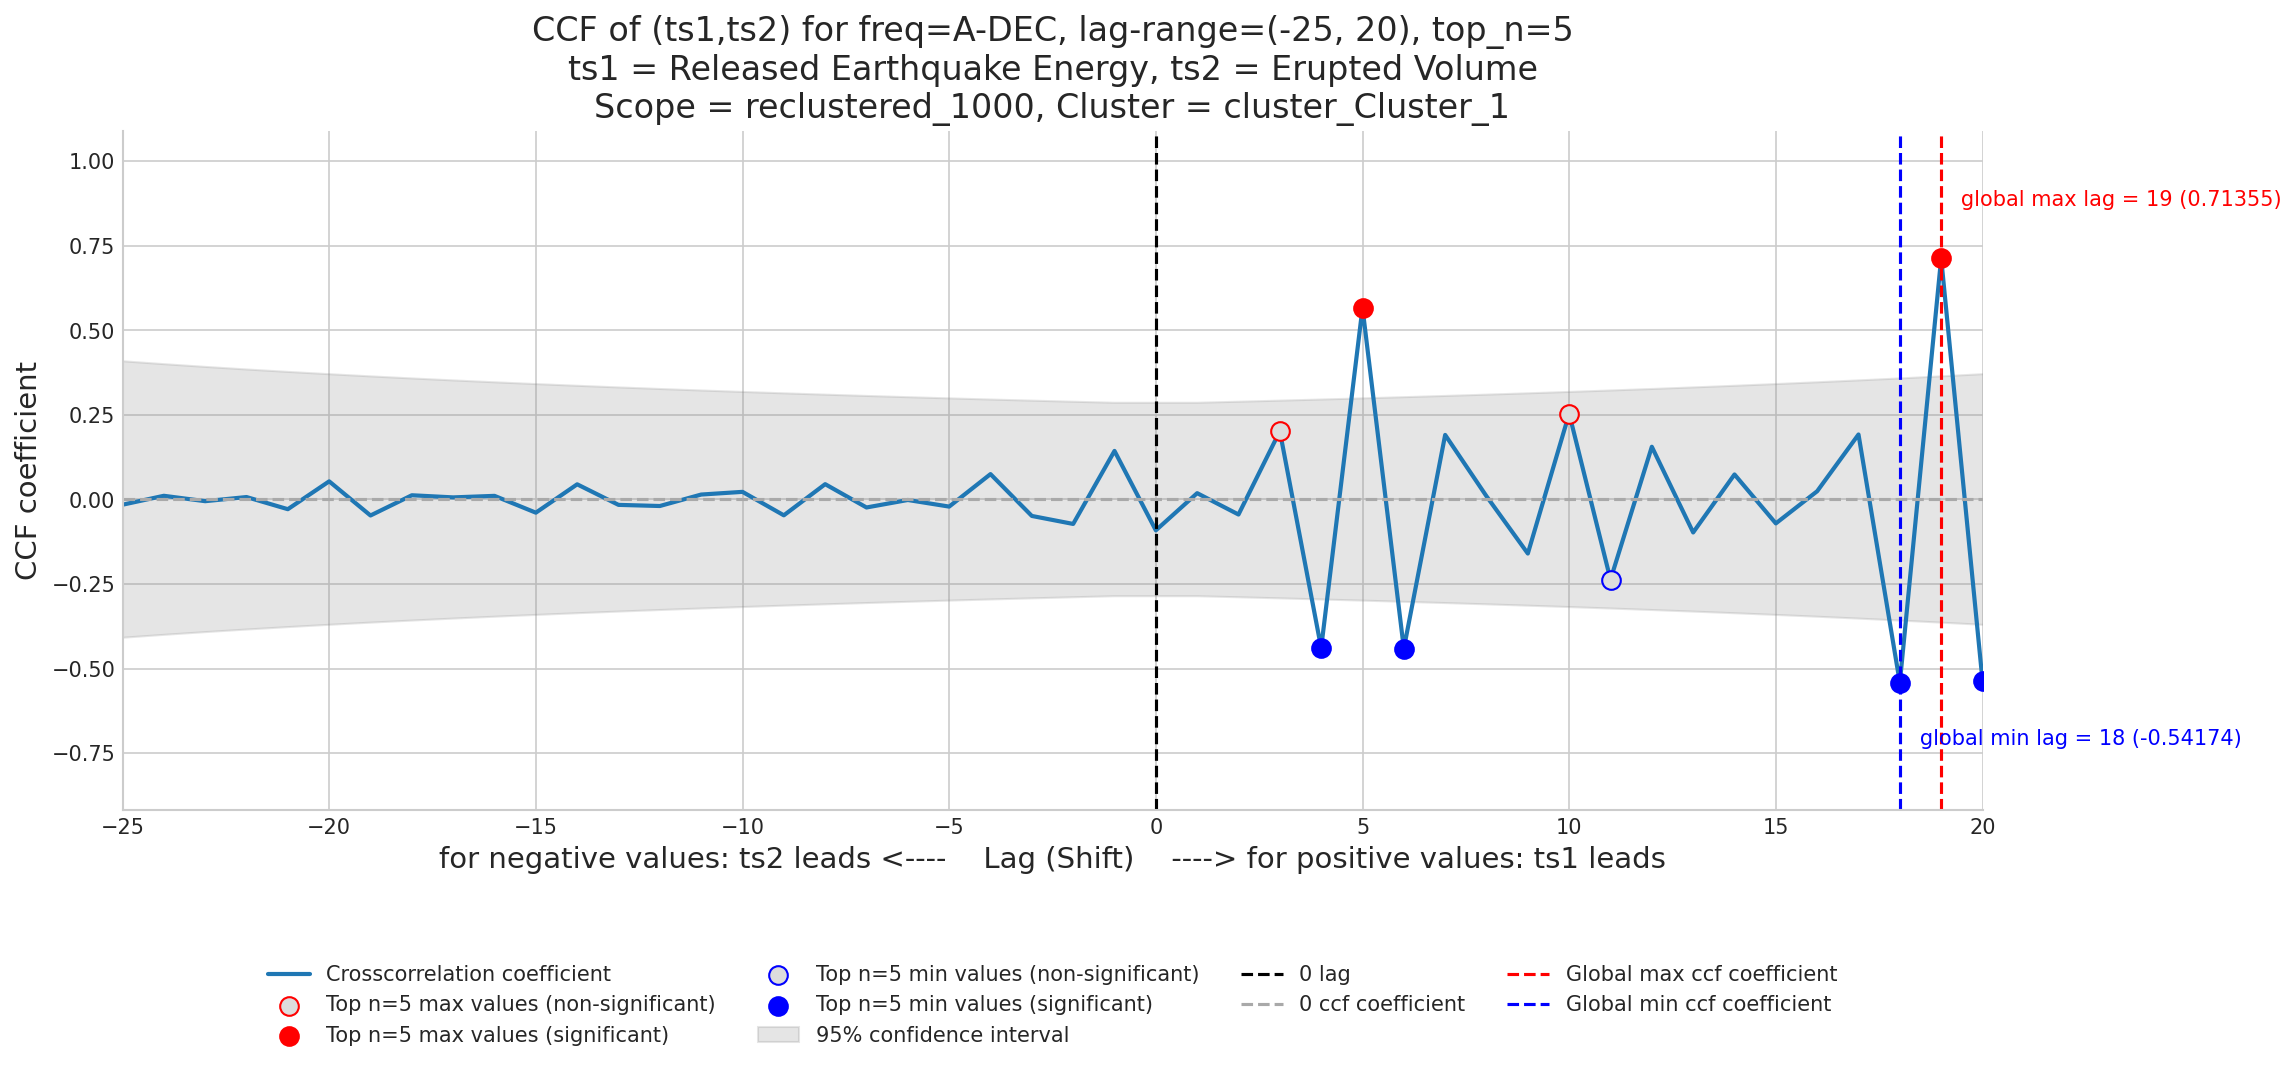 CCF of (ts1,ts2) for freq=A-DEC, lag-range=(-25, 20), top_n=5
ts1 = Released Earthquake Energy, ts2 = Erupted Volume
Scope = reclustered_1000, Cluster = cluster_Cluster_1
CCF coefficient
1.00
0.75
0.50
0.25
0.00
−0.25
−0.50
−0.75
global max lag = 19 (0.71355)
global min lag = 18 (-0.54174)
−25 −20 −15 −10 −5 0 5 10 15 20
for negative values: ts2 leads <---- Lag (Shift) ----> for positive values: ts1 leads
Crosscorrelation coefficient
Top n=5 max values (non-significant)
Top n=5 max values (significant)
Top n=5 min values (non-significant)
Top n=5 min values (significant)
95% confidence interval
0 lag
0 ccf coefficient
Global max ccf coefficient
Global min ccf coefficient